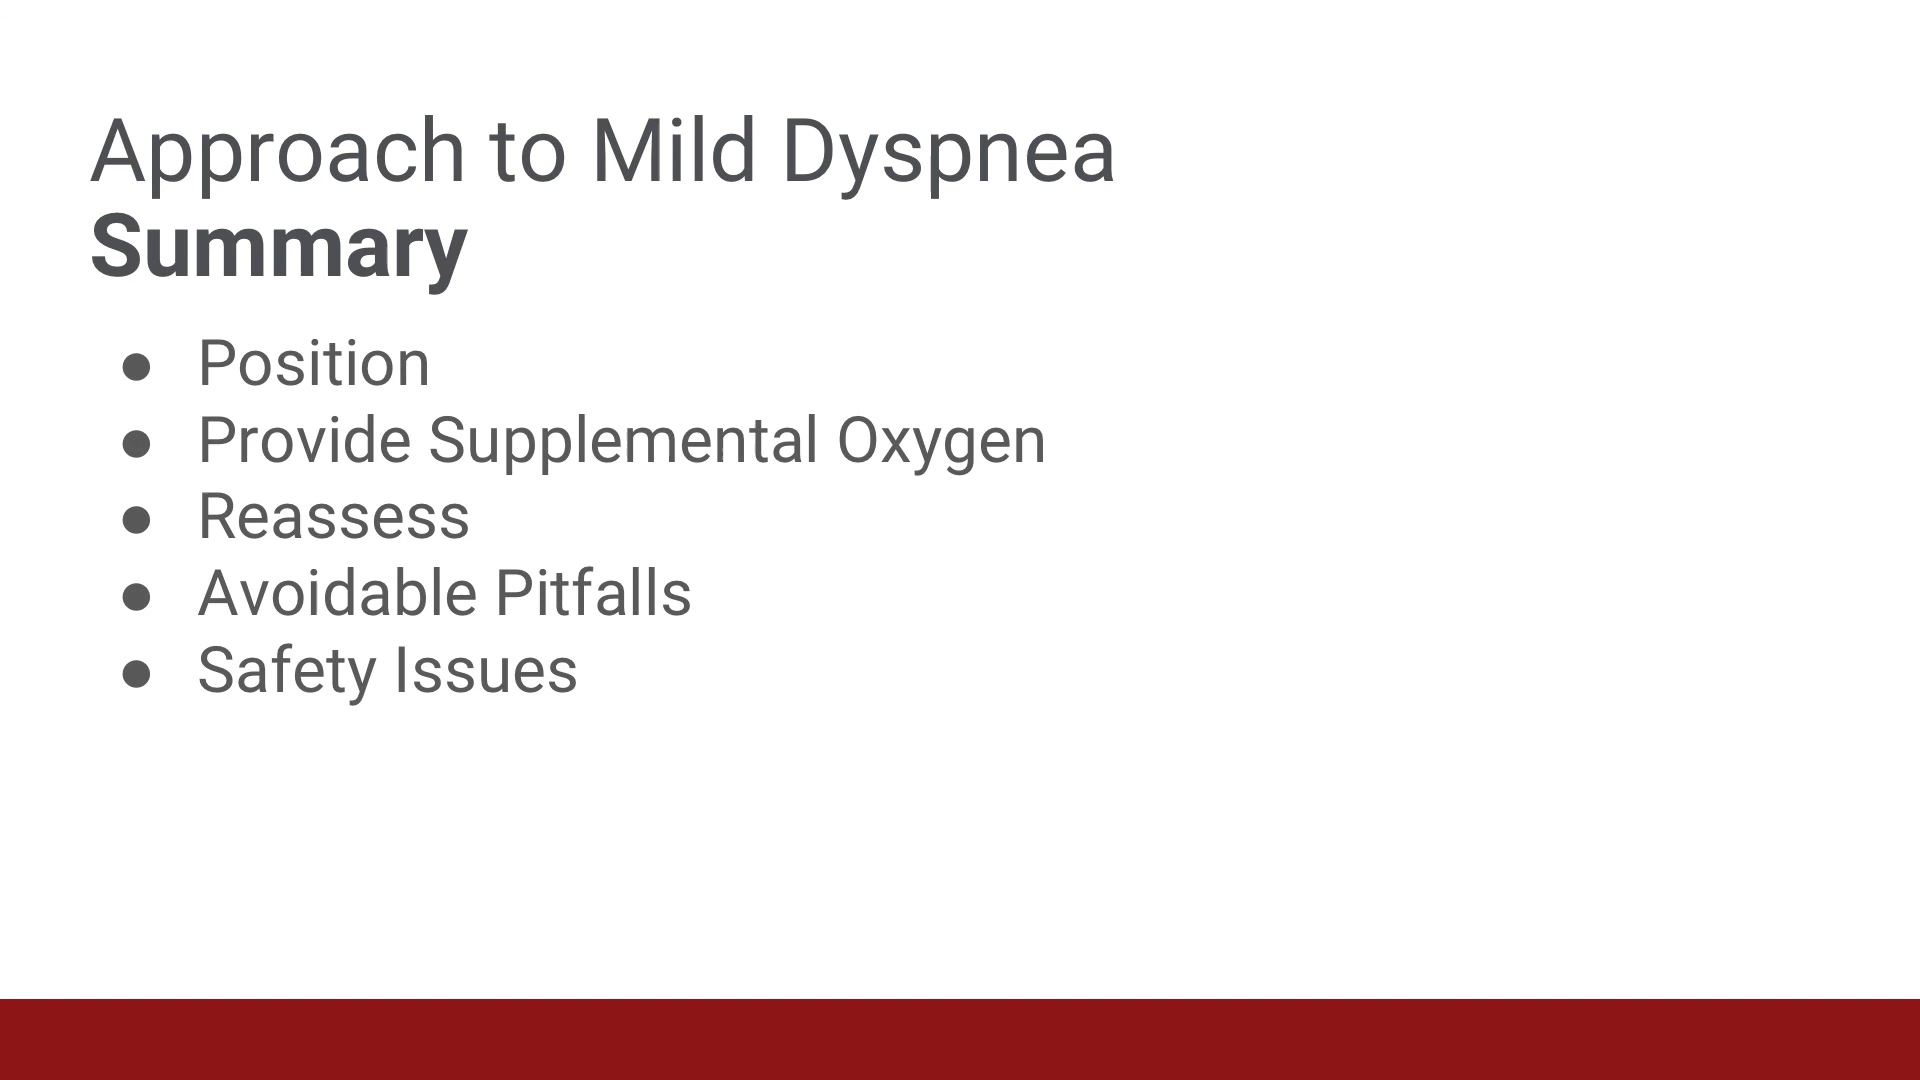 Approach to Mild Dyspnea
Summary
● Position
● Provide Supplemental Oxygen
● Reassess
● Avoidable Pitfalls
● Safety Issues